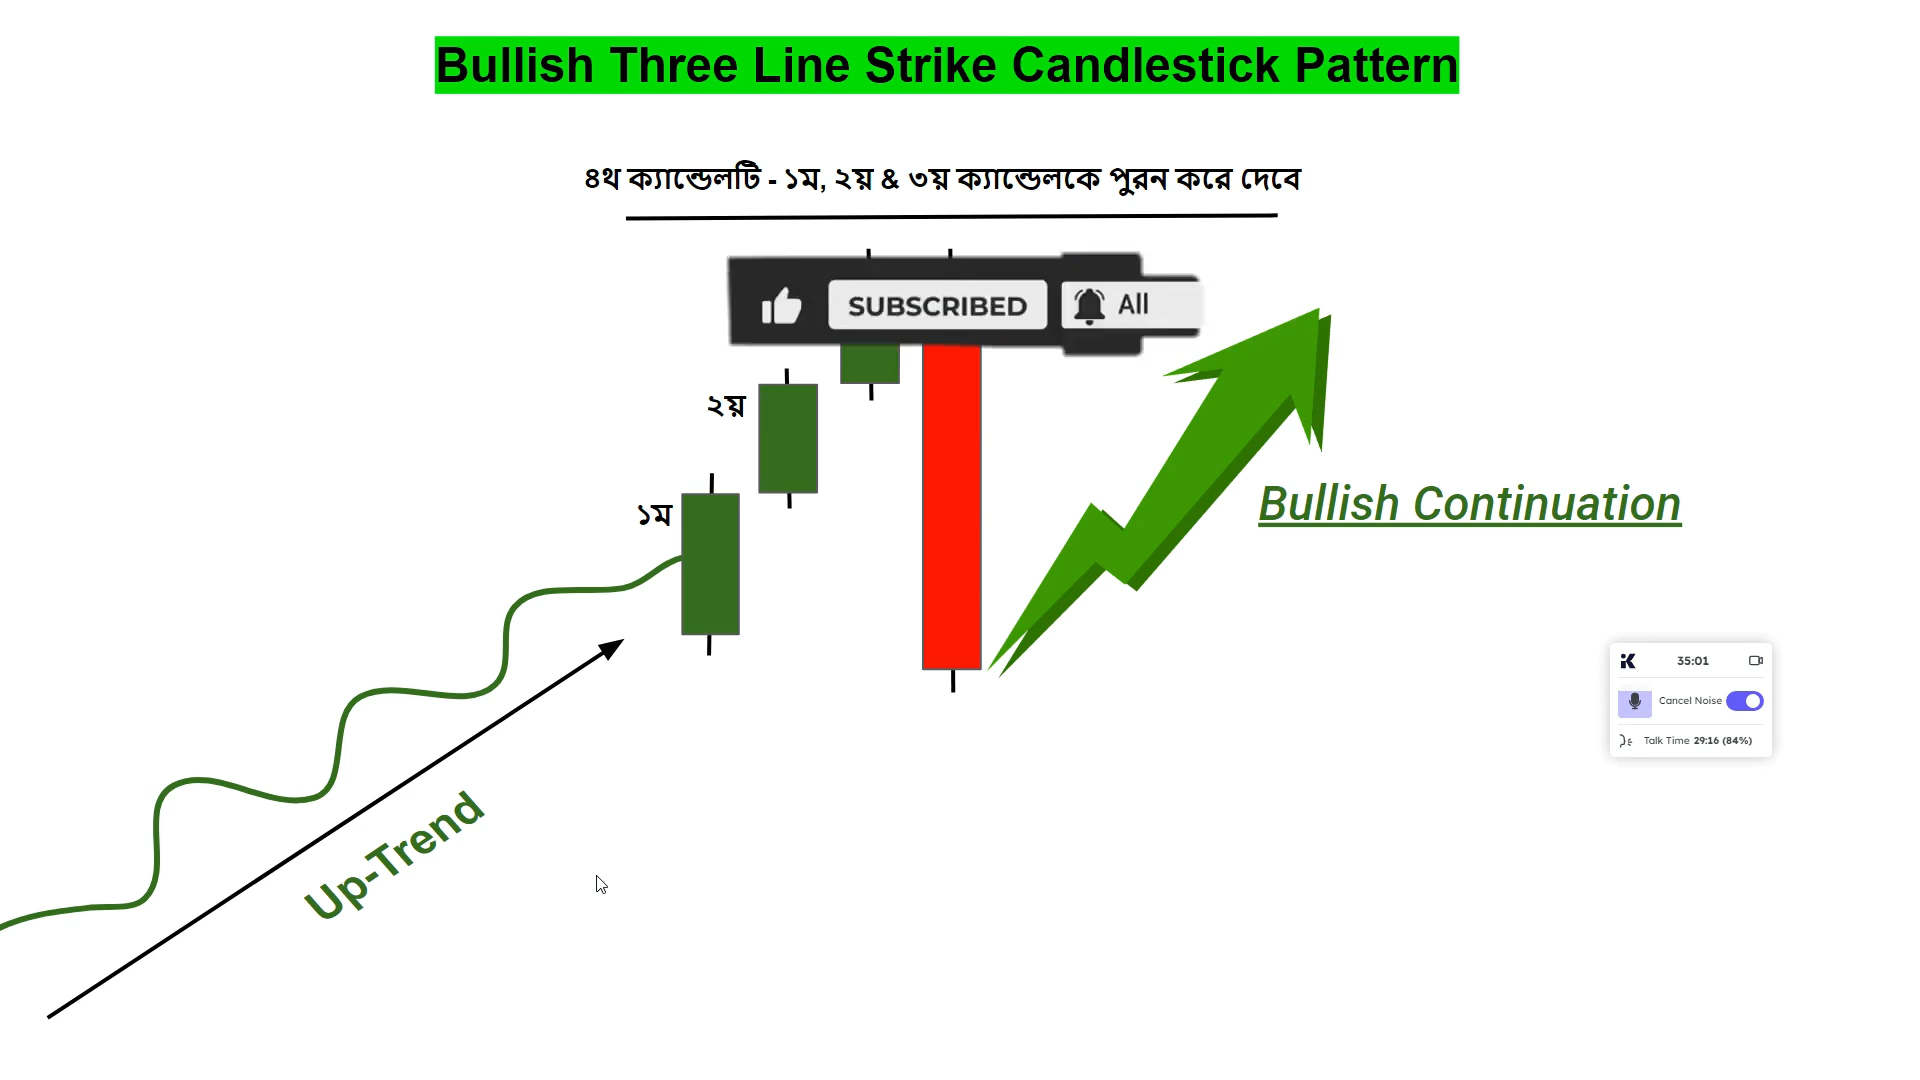 Bullish Three Line Strike Candlestick Pattern
৪থ ক্যান্ডেলটি - ১ম, ২য় & ৩য় ক্যান্ডেলকে পুরন করে দেবে
SUBSCRIBED
All
২য়
১ম
Bullish Continuation
Up-Trend
35:01
Cancel Noise
Talk Time 29:16 (84%)